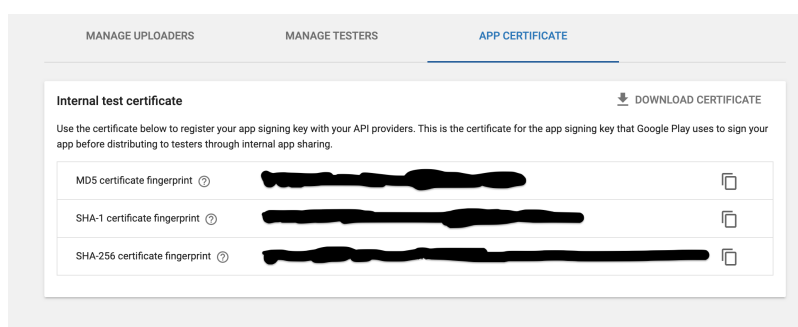 MANAGE UPLOADERS MANAGE TESTERS APP CERTIFICATE
Internal test certificate DOWNLOAD CERTIFICATE
Use the certificate below to register your app signing key with your API providers. This is the certificate for the app signing key that Google Play uses to sign your
app before distributing to testers through internal app sharing.
MD5 certificate fingerprint
SHA-1 certificate fingerprint
SHA-256 certificate fingerprint